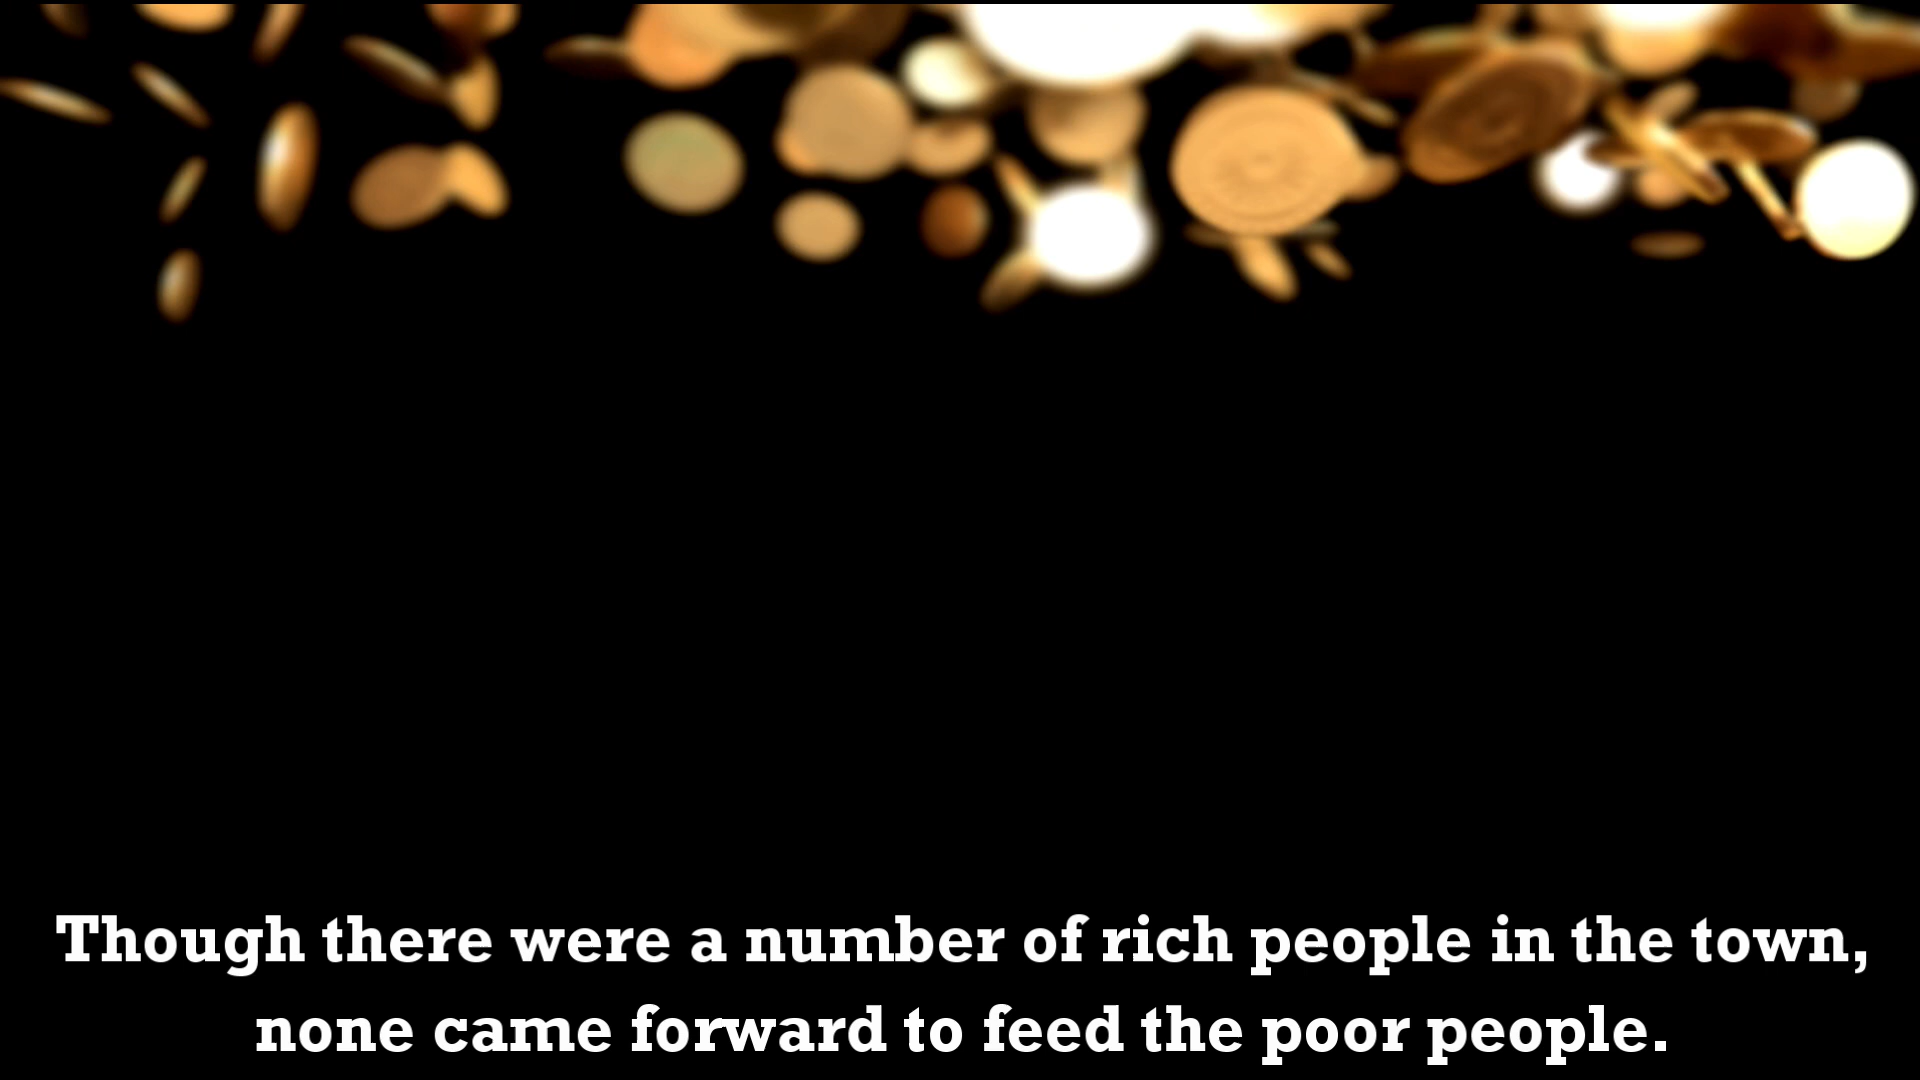 Though there were a number of rich people in the town,
none came forward to feed the poor people.